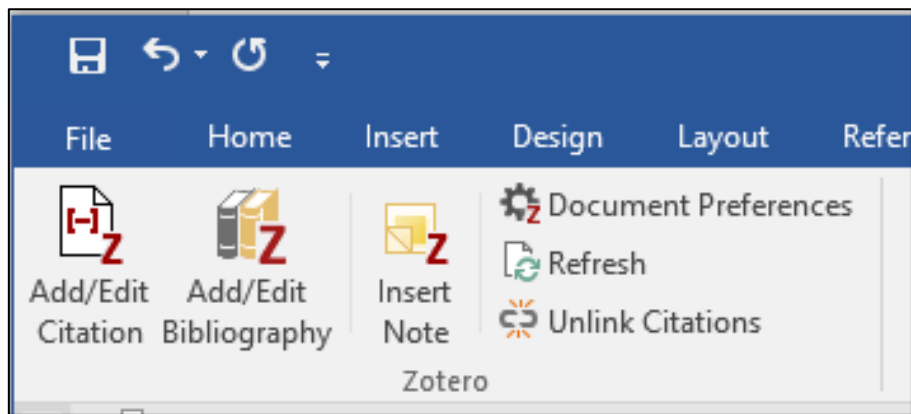 File Home Insert Design Layout Refer
Add/Edit Citation
Add/Edit Bibliography
Insert Note
Document Preferences
Refresh
Unlink Citations
Zotero